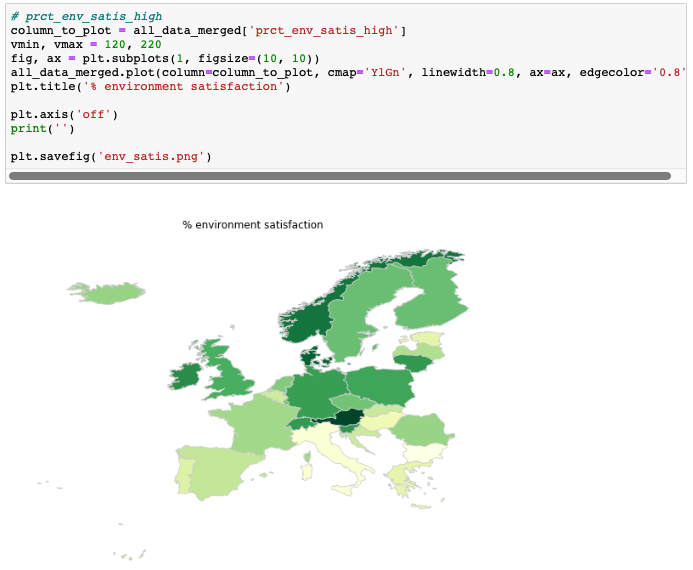 # prct_env_satis_high
column_to_plot = all_data_merged['prct_env_satis_high']
vmin, vmax = 120, 220
fig, ax = plt.subplots(1, figsize=(10, 10))
all_data_merged.plot(column=column_to_plot, cmap='YlGn', linewidth=0.8, ax=ax, edgecolor='0.8'
plt.title('% environment satisfaction')
plt.axis('off')
print('')
plt.savefig('env_satis.png')
% environment satisfaction